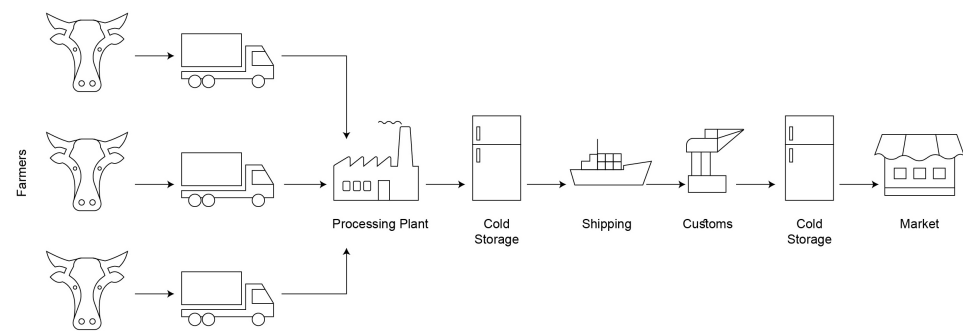 Farmers
Processing Plant
Cold
Storage
Shipping
Customs
Cold
Storage
Market